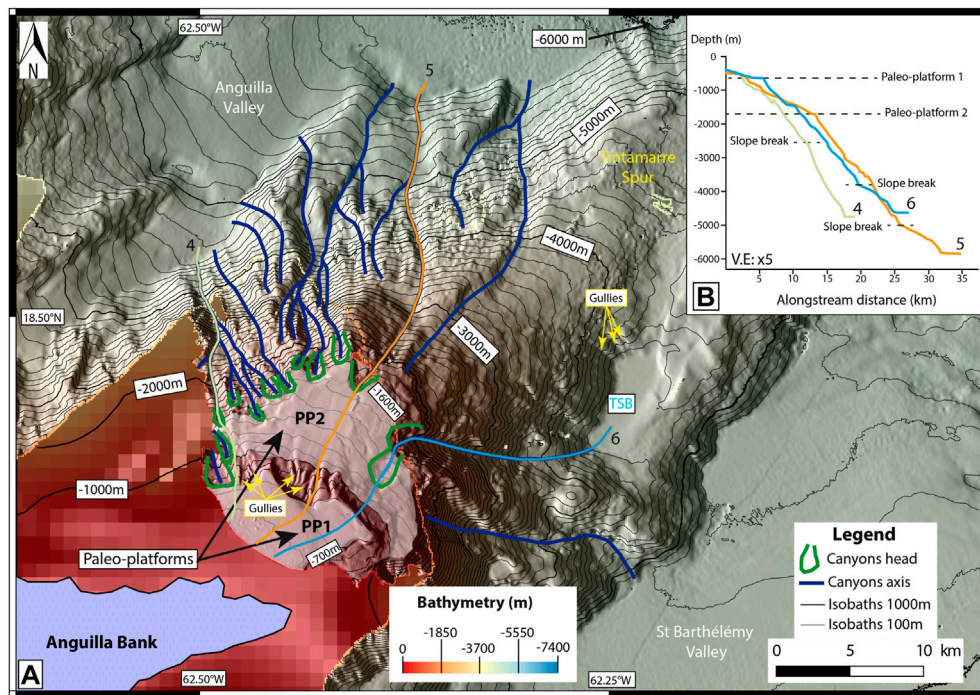 62.50°W
-6000 m
N
Anguilla
Valley
5
-5000m
Tintamarre
Spur
4
-4000m
Gullies
18.50°N
-3000m
-2000m
-1600m
PP2
TSB
6
-1000m
Gullies
PP1
Paleo-platforms
-700m
Anguilla Bank
Bathymetry (m)
0
-1850
-3700
-5550
-7400
St Barthélémy
Valley
Legend
Canyons head
Canyons axis
Isobaths 1000m
Isobaths 100m
0 5 10 km
A
62.50°W
62.25°W
Depth (m)
0
-1000
-2000
-3000
-4000
-5000
-6000
Paleo-platform 1
Paleo-platform 2
Slope break
Slope break
Slope break
4
6
5
V.E: x5
B
5 10 15 20 25 30 35
Alongstream distance (km)